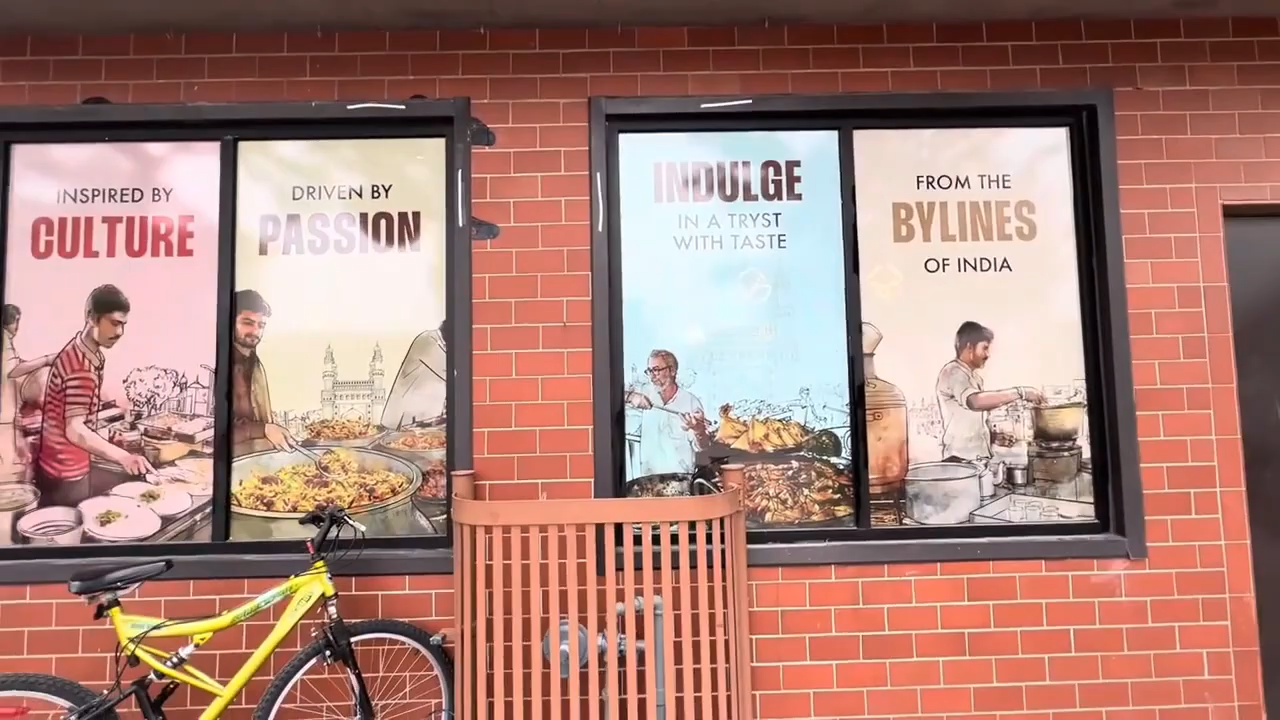 INSPIRED BY
CULTURE
DRIVEN BY
PASSION
INDULGE
IN A TRYST
WITH TASTE
FROM THE
BYLINES
OF INDIA